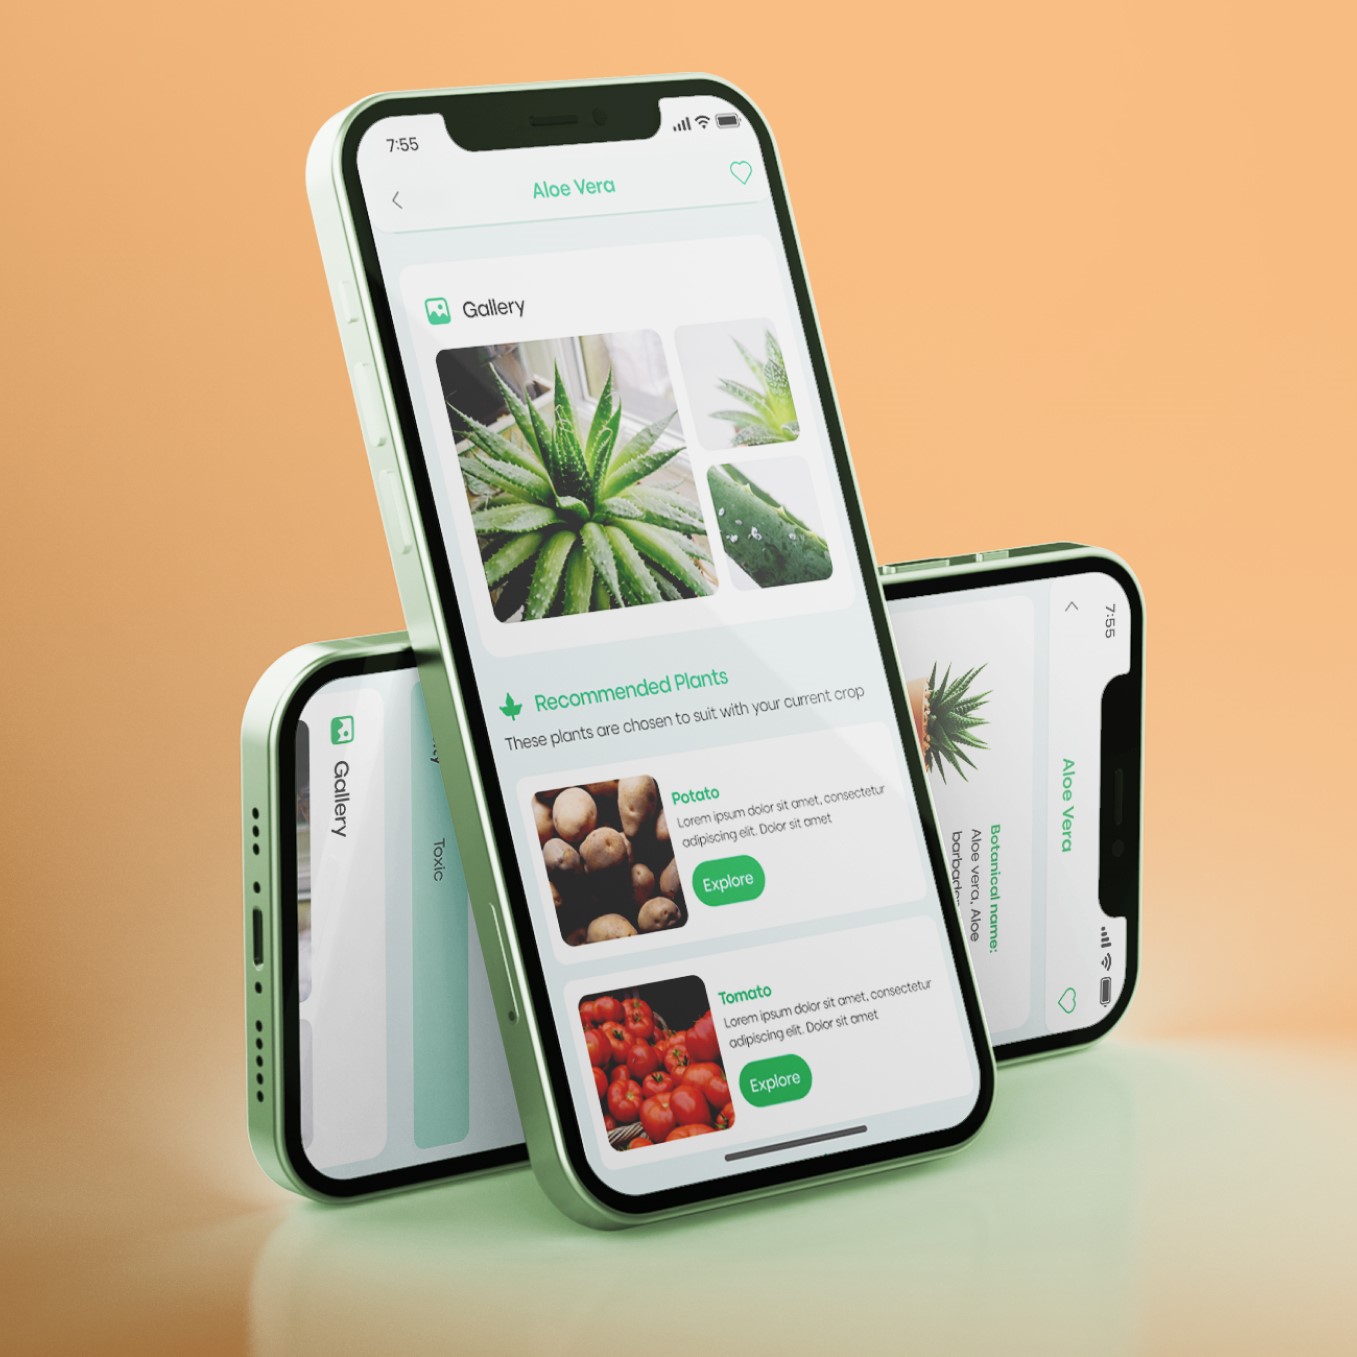 7:55
Aloe Vera
Gallery
Recommended Plants
These plants are chosen to suit with your current crop
Potato
Lorem ipsum dolor sit amet, consectetur
adipiscing elit. Dolor sit amet
Explore
Tomato
Lorem ipsum dolor sit amet, consectetur
adipiscing elit. Dolor sit amet
Explore
7:55
Aloe Vera
Botanical name:
Aloe vera, Aloe
Toxic
Gallery